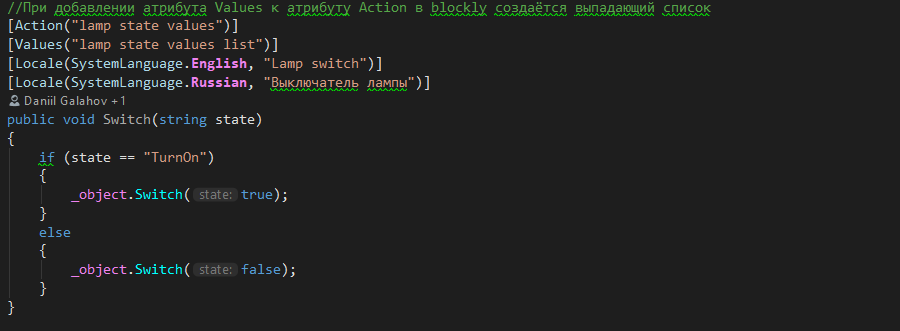 //При добавлении атрибута Values к атрибуту Action в blockly создаётся выпадающий список
[Action("lamp state values")]
[Values("lamp state values list")]
[Locale(SystemLanguage.English, "Lamp switch")]
[Locale(SystemLanguage.Russian, "Выключатель лампы")]
Daniil Galahov +1
public void Switch(string state)
{
if (state == "TurnOn")
{
_object.Switch( state: true);
}
else
{
_object.Switch( state: false);
}
}